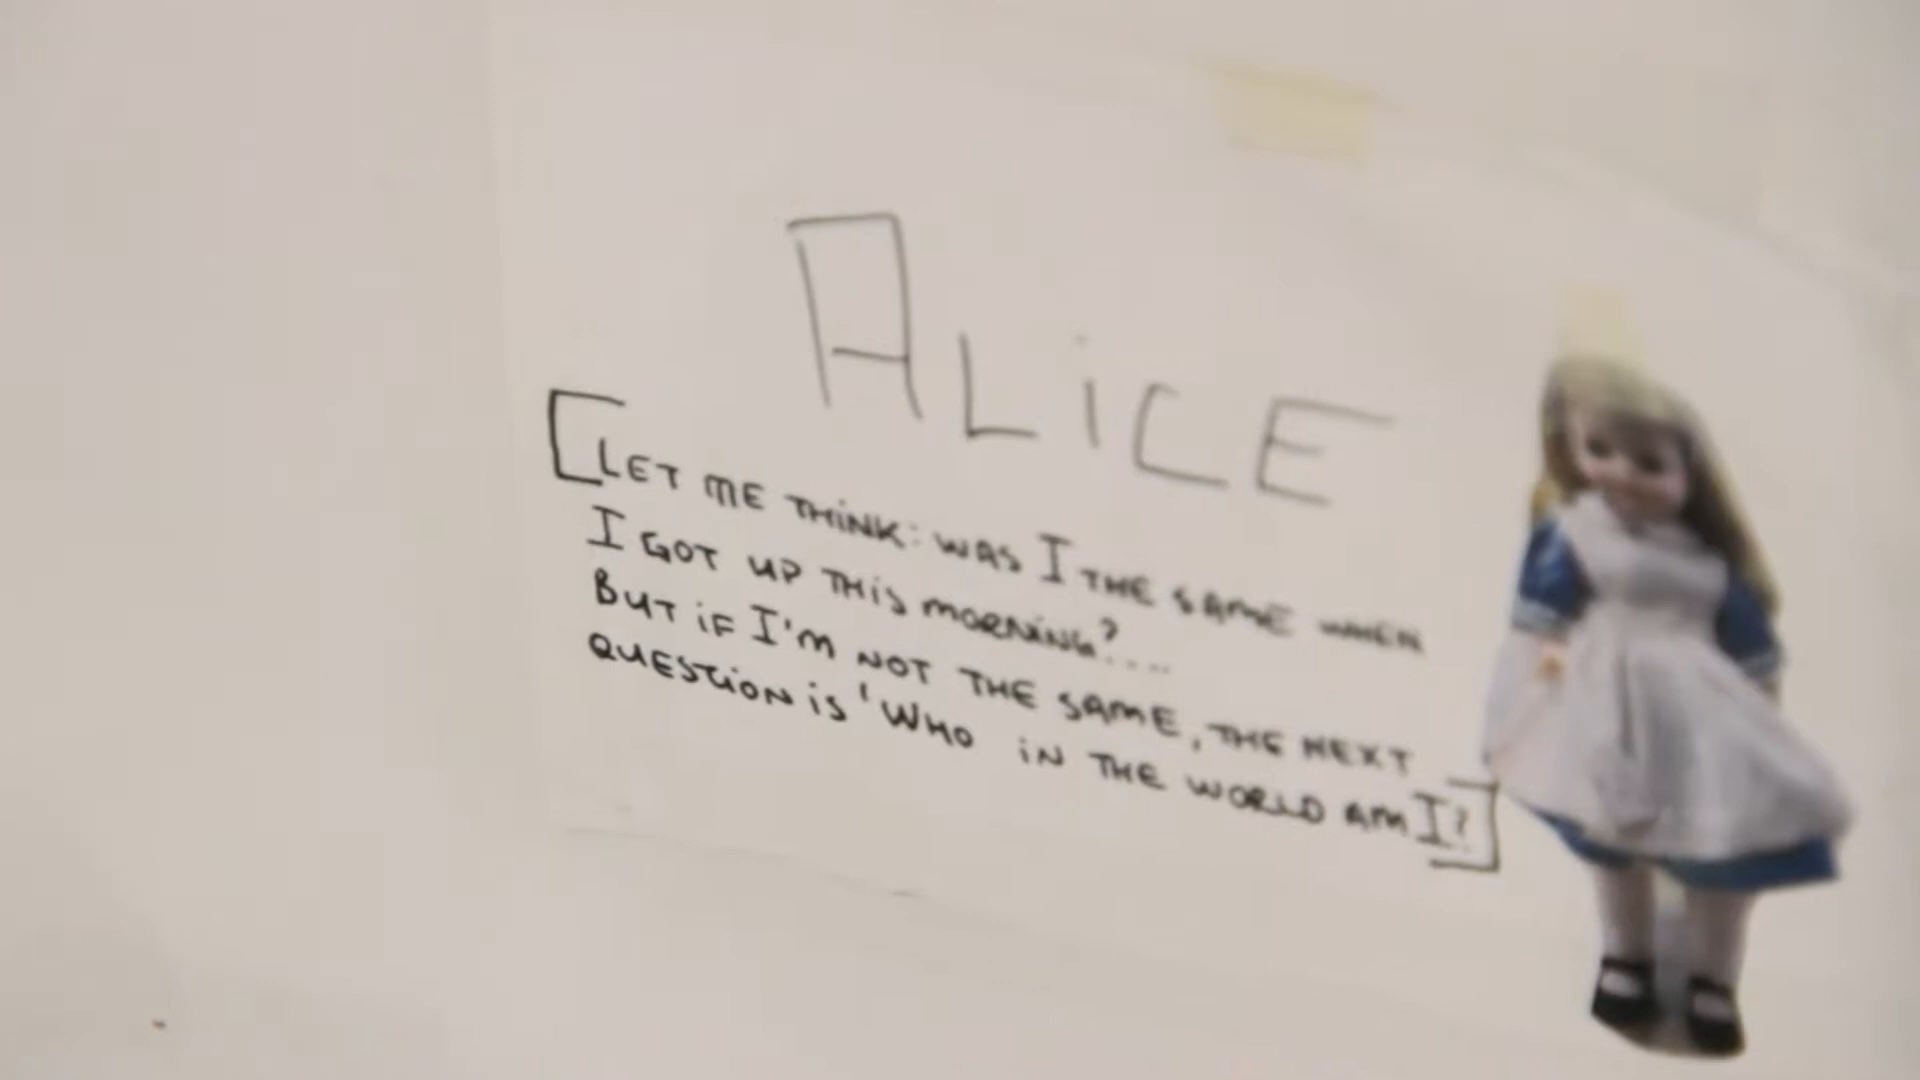 ALiCE
[LET ME THiNK: WAS I THE SAME WHEN
I GOT UP THiS MORNiNG?....
BUT iF I'M NOT THE SAME, THE NEXT
QUESTiON iS 'WHO iN THE WORLD AM I?]